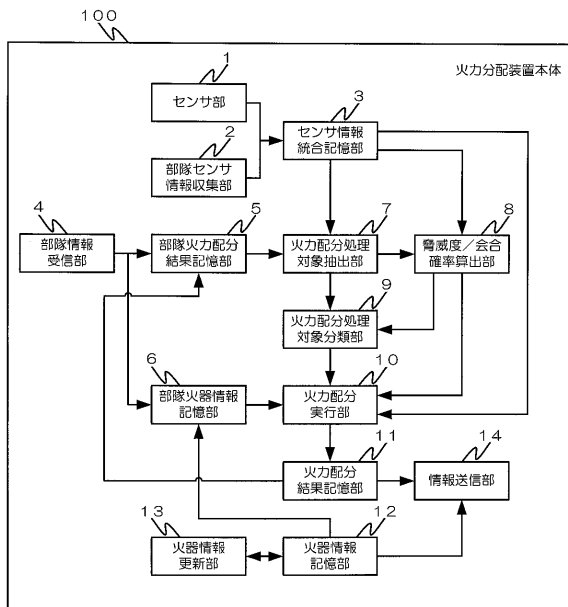 100
火力分配装置本体
1
センサ部
2
部隊センサ
情報収集部
3
センサ情報
統合記憶部
4
部隊情報
受信部
5
部隊火力配分
結果記憶部
7
火力配分処理
対象抽出部
8
脅威度/会合
確率算出部
9
火力配分処理
対象分類部
6
部隊火器情報
記憶部
10
火力配分
実行部
11
火力配分
結果記憶部
14
情報送信部
13
火器情報
更新部
12
火器情報
記憶部